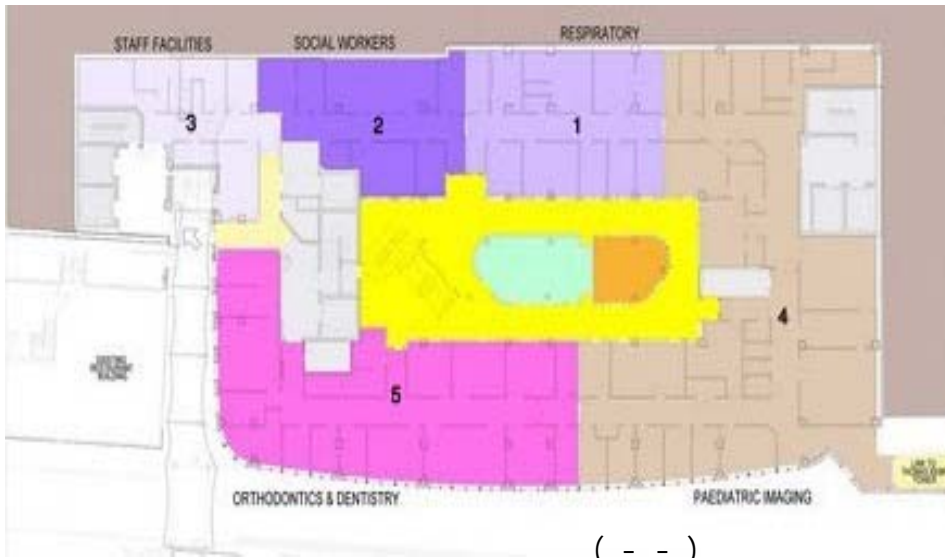 STAFF FACILITIES
SOCIAL WORKERS
RESPIRATORY
3
2
1
4
5
ORTHODONTICS & DENTISTRY
PAEDIATRIC IMAGING
( - - )